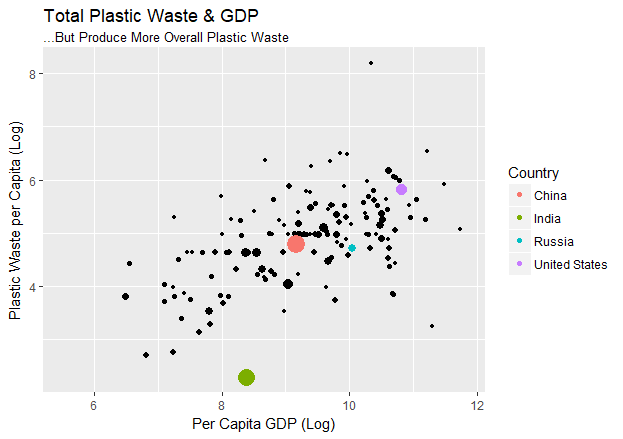 Total Plastic Waste & GDP
...But Produce More Overall Plastic Waste
Plastic Waste per Capita (Log)
8
6
4
6
8
10
12
Per Capita GDP (Log)
Country
China
India
Russia
United States